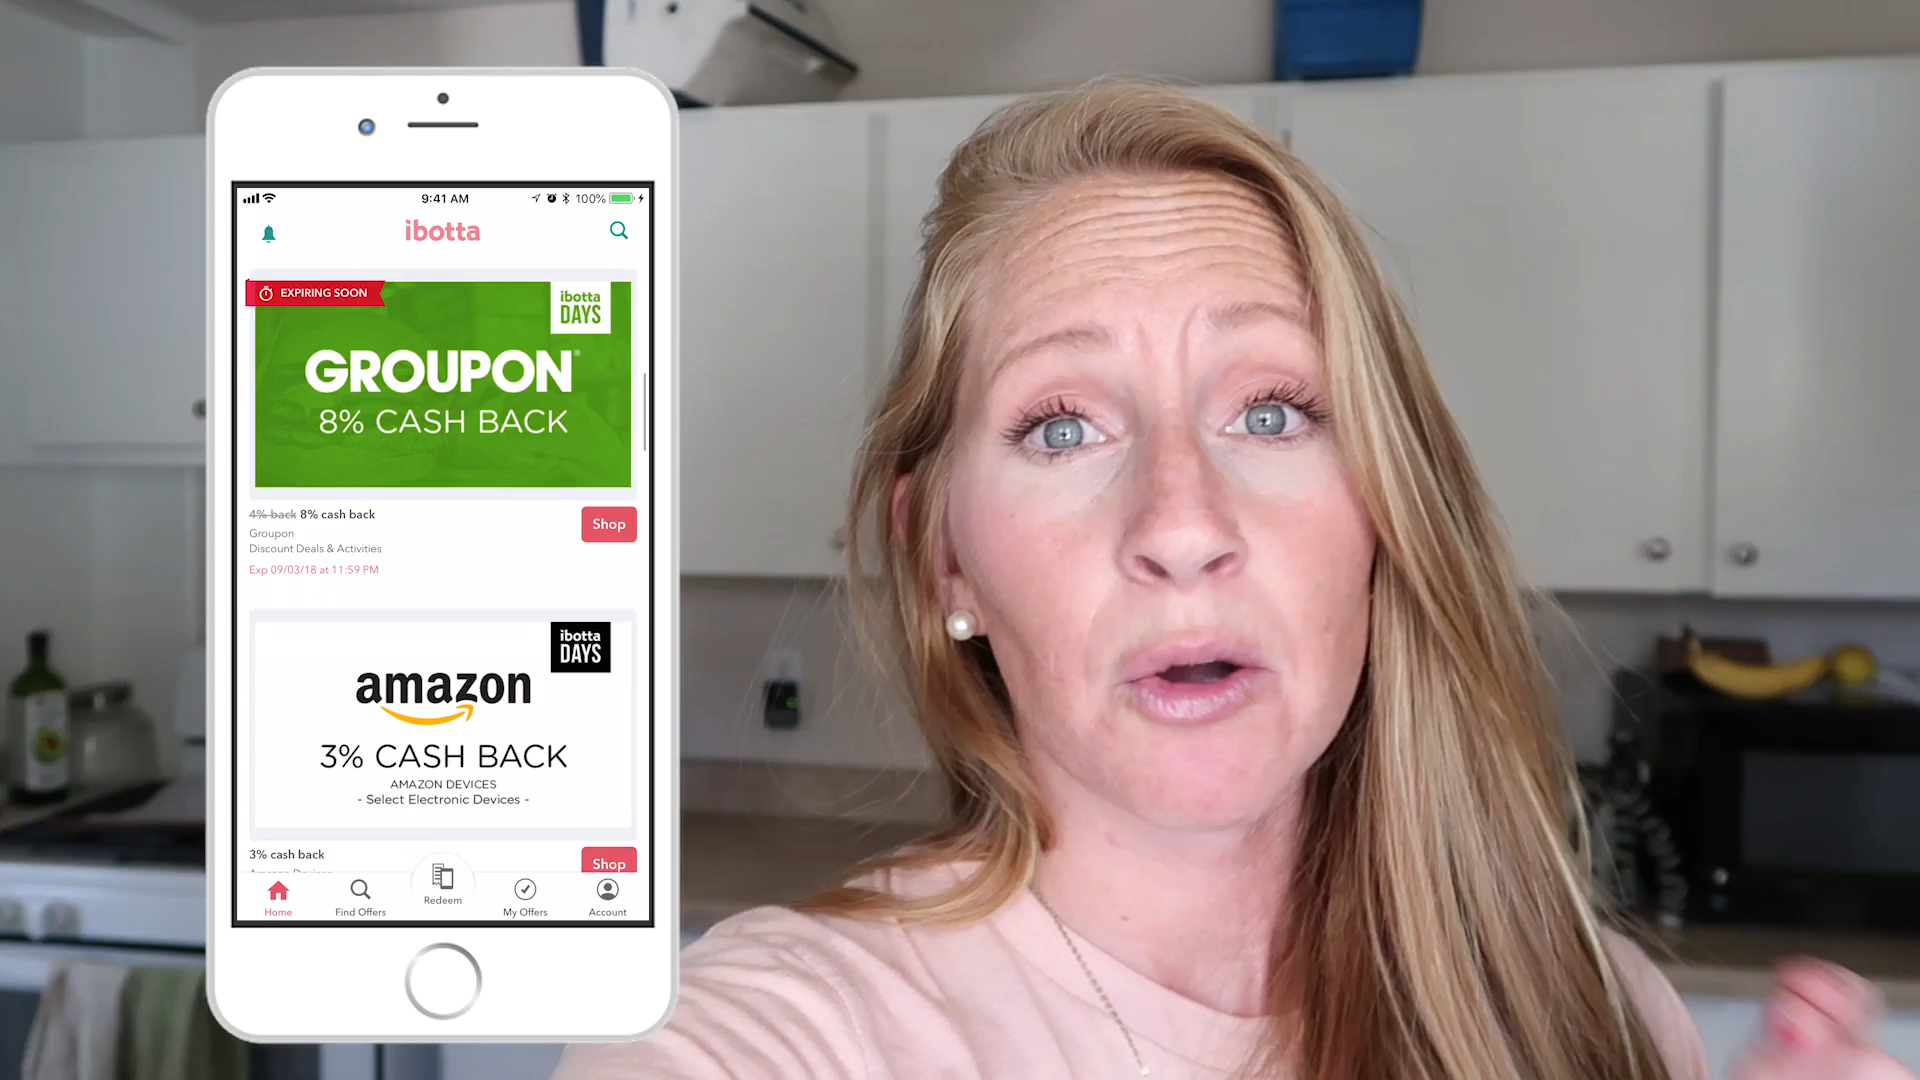 9:41 AM
100%
ibotta
EXPIRING SOON
ibotta
DAYS
GROUPON®
8% CASH BACK
4% back 8% cash back
Shop
Groupon
Discount Deals & Activities
Exp 09/03/18 at 11:59 PM
ibotta
DAYS
amazon
3% CASH BACK
AMAZON DEVICES
- Select Electronic Devices -
3% cash back
Shop
Amazon Devices
Home
Find Offers
Redeem
My Offers
Account